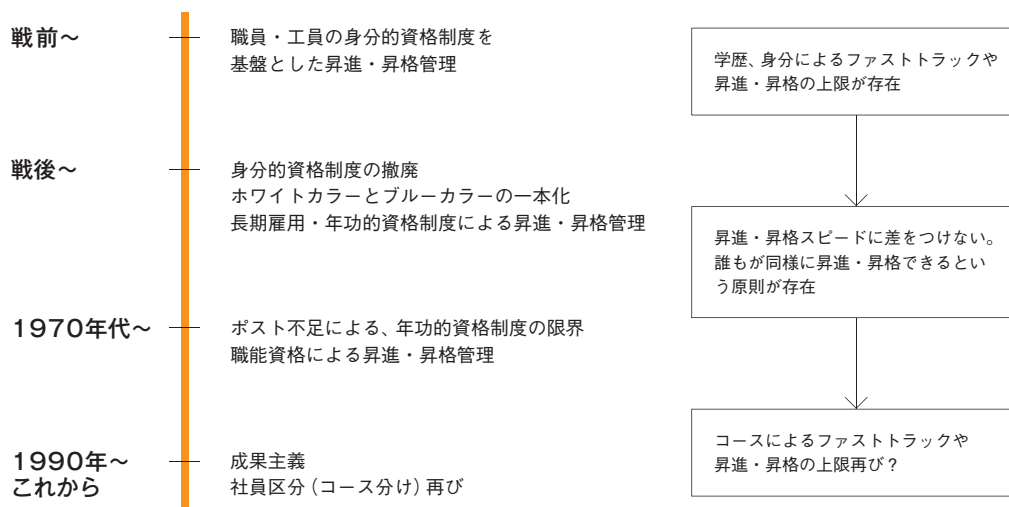 戦前〜
職員・工員の身分的資格制度を
基盤とした昇進・昇格管理
学歴、身分によるファストトラックや
昇進・昇格の上限が存在
戦後〜
身分的資格制度の撤廃
ホワイトカラーとブルーカラーの一本化
長期雇用・年功的資格制度による昇進・昇格管理
昇進・昇格スピードに差をつけない。
誰もが同様に昇進・昇格できるとい
う原則が存在
1970年代〜
ポスト不足による、年功的資格制度の限界
職能資格による昇進・昇格管理
1990年〜
これから
成果主義
社員区分（コース分け）再び
コースによるファストトラックや
昇進・昇格の上限再び？